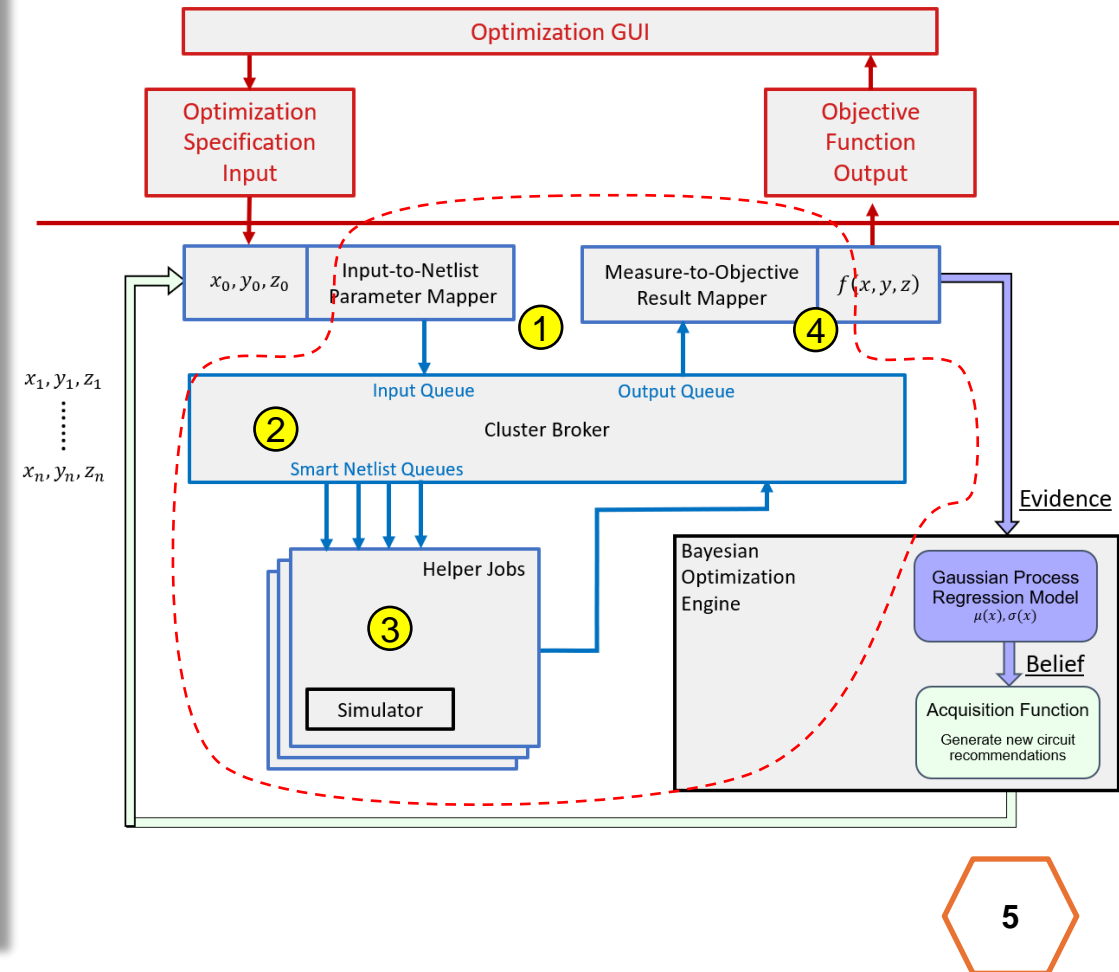 Optimization GUI
Optimization
Specification
Input
Objective
Function
Output
x₀, y₀, z₀
Input-to-Netlist
Parameter Mapper
Measure-to-Objective
Result Mapper
f(x, y, z)
1
4
x₁, y₁, z₁
xₙ, yₙ, zₙ
Input Queue
Output Queue
2
Cluster Broker
Smart Netlist Queues
Evidence
Helper Jobs
3
Simulator
Bayesian
Optimization
Engine
Gaussian Process
Regression Model
μ(x), σ(x)
Belief
Acquisition Function
Generate new circuit
recommendations
5